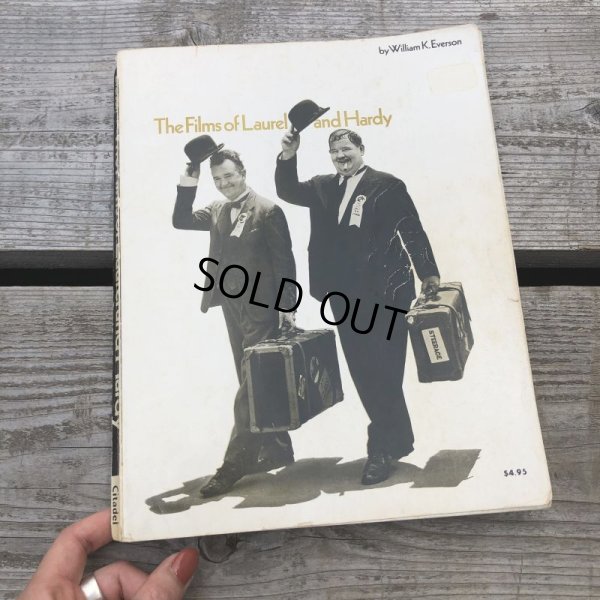 by William K. Everson
The Films of Laurel and Hardy
SOLD OUT
STEERAGE
$4.95
Citadel